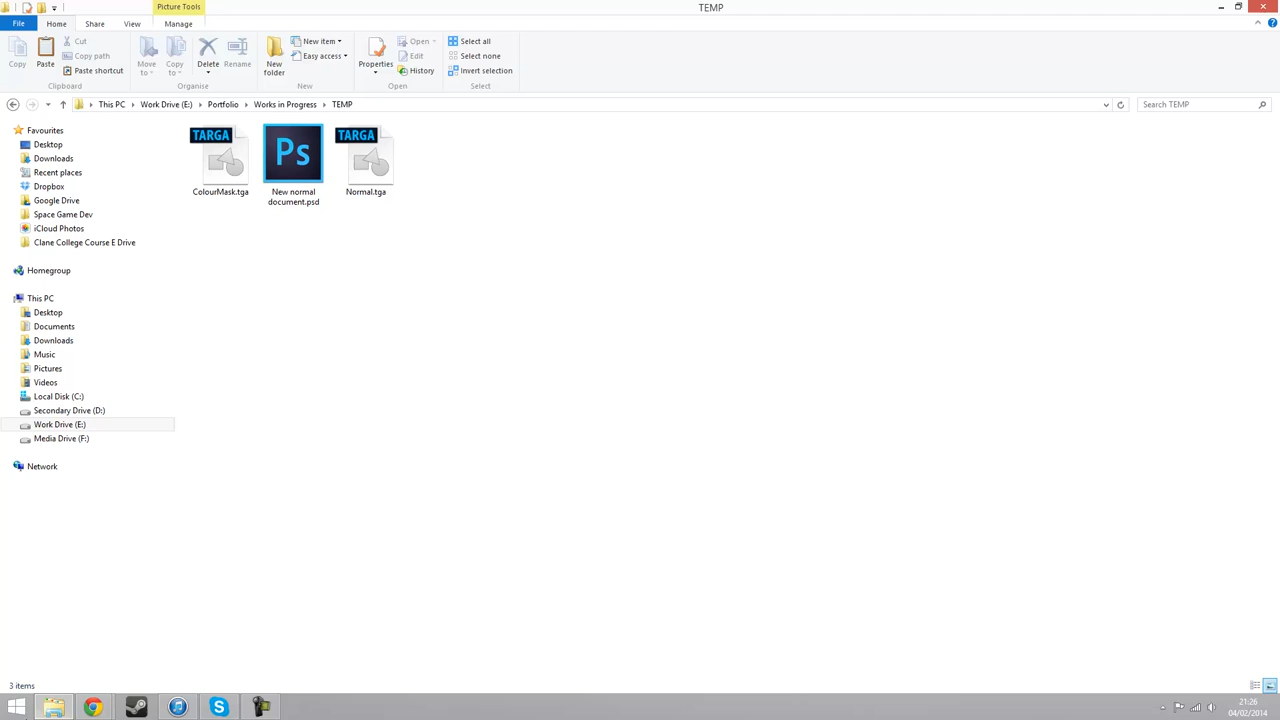 Picture Tools
TEMP
File
Home
Share
View
Manage
Copy
Paste
Cut
Copy path
Paste shortcut
Clipboard
Move to
Copy to
Delete
Rename
Organise
New folder
New item
Easy access
New
Properties
Open
Edit
History
Open
Select all
Select none
Invert selection
Select
This PC
Work Drive (E:)
Portfolio
Works in Progress
TEMP
Search TEMP
Favourites
Desktop
Downloads
Recent places
Dropbox
Google Drive
Space Game Dev
iCloud Photos
Clane College Course E Drive
Homegroup
This PC
Desktop
Documents
Downloads
Music
Pictures
Videos
Local Disk (C:)
Secondary Drive (D:)
Work Drive (E:)
Media Drive (F:)
Network
TARGA
ColourMask.tga
Ps
New normal
document.psd
TARGA
Normal.tga
3 items
21:26
04/02/2014